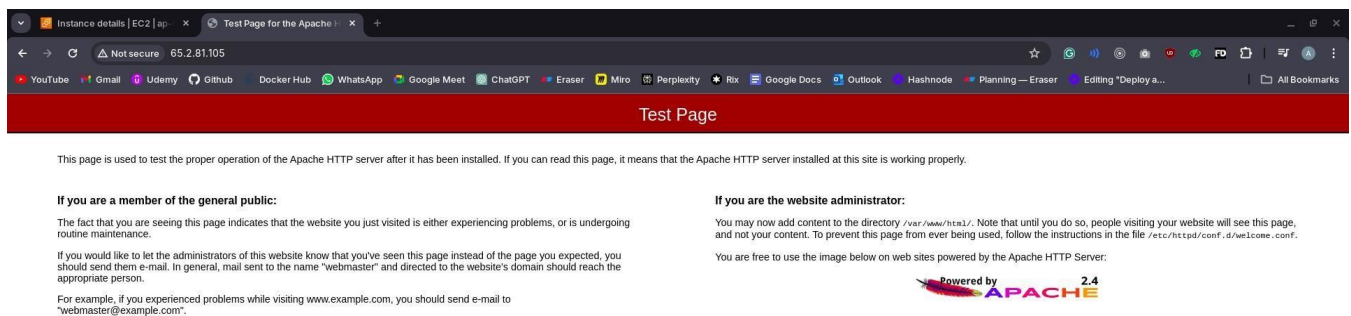 Instance details | EC2 | ap-
Test Page for the Apache H
Not secure 65.2.81.105
YouTube Gmail Udemy Github Docker Hub WhatsApp Google Meet ChatGPT Eraser Miro Perplexity Rix Google Docs Outlook Hashnode Planning — Eraser Editing "Deploy a... All Bookmarks
Test Page
This page is used to test the proper operation of the Apache HTTP server after it has been installed. If you can read this page, it means that the Apache HTTP server installed at this site is working properly.
If you are a member of the general public:
The fact that you are seeing this page indicates that the website you just visited is either experiencing problems, or is undergoing
routine maintenance.
If you would like to let the administrators of this website know that you've seen this page instead of the page you expected, you
should send them e-mail. In general, mail sent to the name "webmaster" and directed to the website's domain should reach the
appropriate person.
For example, if you experienced problems while visiting www.example.com, you should send e-mail to
"webmaster@example.com".
If you are the website administrator:
You may now add content to the directory /var/www/html/. Note that until you do so, people visiting your website will see this page,
and not your content. To prevent this page from ever being used, follow the instructions in the file /etc/httpd/conf.d/welcome.conf.
You are free to use the image below on web sites powered by the Apache HTTP Server:
Powered by 2.4
APACHE